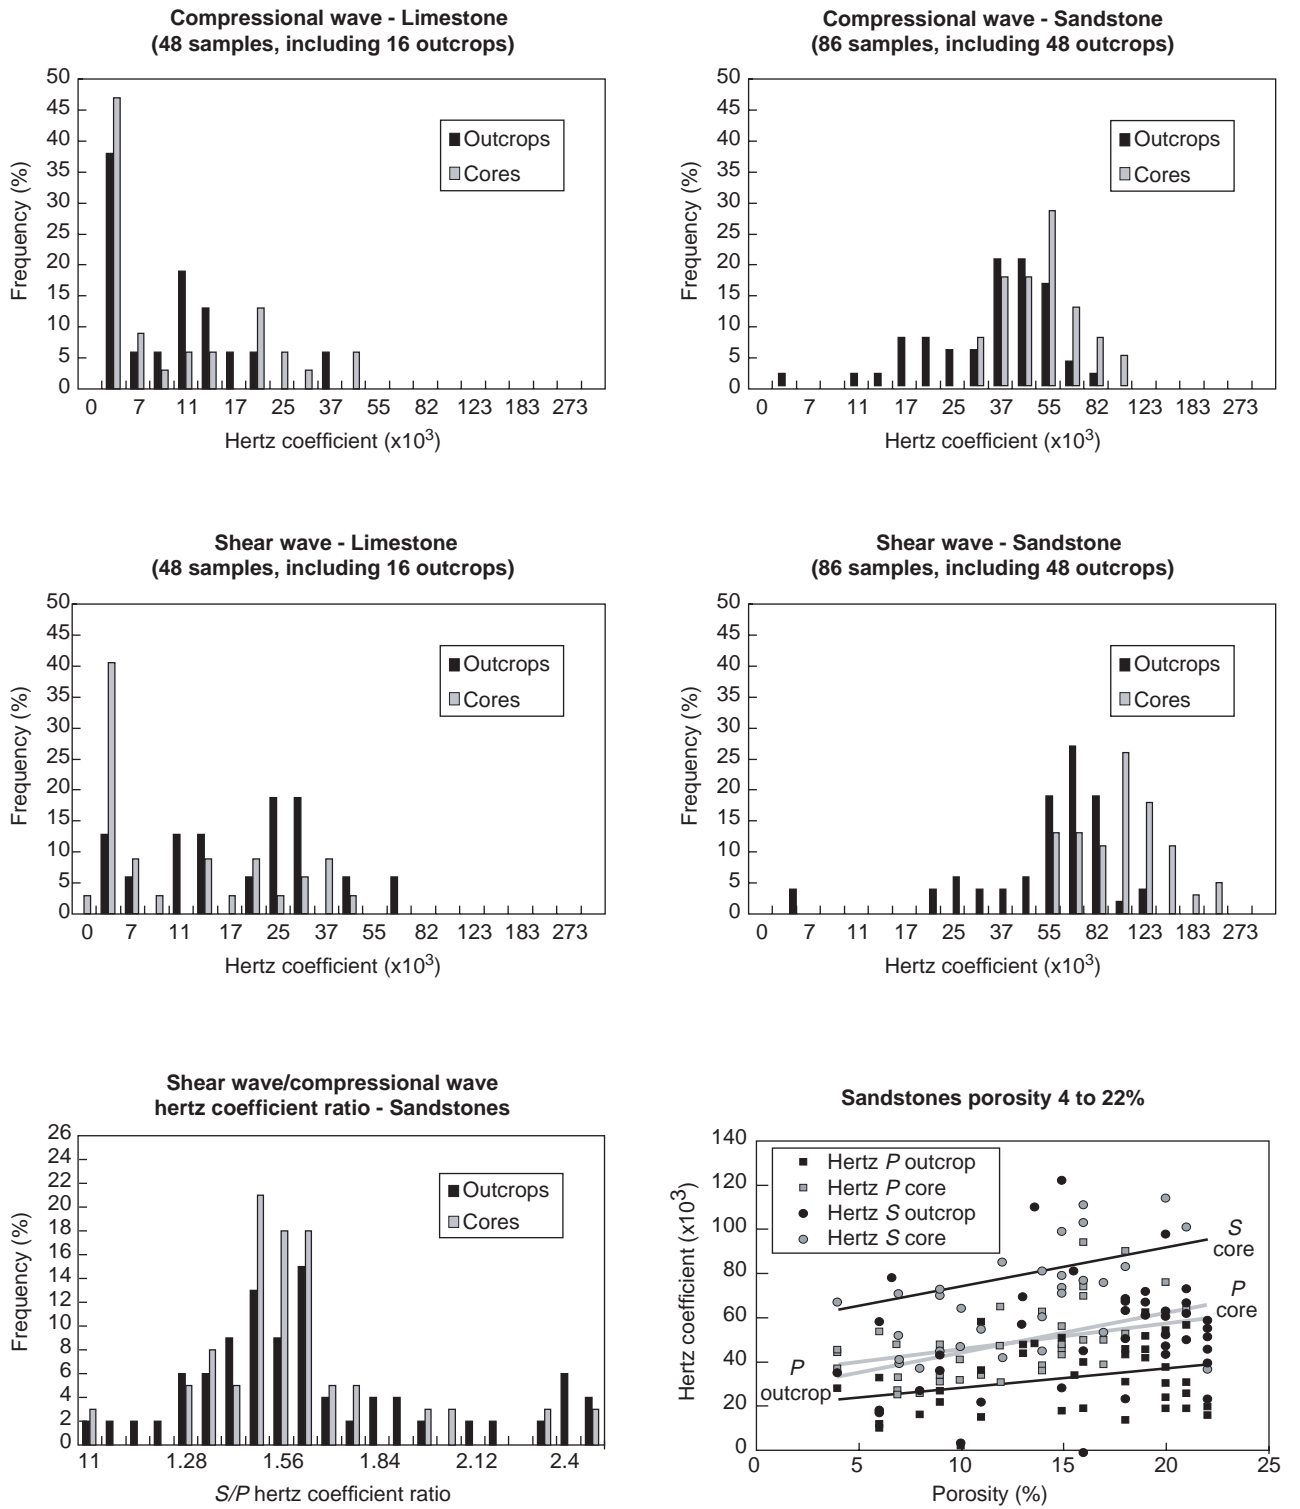 Compressional wave - Limestone
(48 samples, including 16 outcrops)
50
45
40
35
30
25
20
15
10
5
0
Frequency (%)
Outcrops
Cores
0 7 11 17 25 37 55 82 123 183 273
Hertz coefficient (x10³)
Compressional wave - Sandstone
(86 samples, including 48 outcrops)
50
45
40
35
30
25
20
15
10
5
0
Frequency (%)
Outcrops
Cores
0 7 11 17 25 37 55 82 123 183 273
Hertz coefficient (x10³)
Shear wave - Limestone
(48 samples, including 16 outcrops)
50
45
40
35
30
25
20
15
10
5
0
Frequency (%)
Outcrops
Cores
0 7 11 17 25 37 55 82 123 183 273
Hertz coefficient (x10³)
Shear wave - Sandstone
(86 samples, including 48 outcrops)
50
45
40
35
30
25
20
15
10
5
0
Frequency (%)
Outcrops
Cores
0 7 11 17 25 37 55 82 123 183 273
Hertz coefficient (x10³)
Shear wave/compressional wave
hertz coefficient ratio - Sandstones
26
24
22
20
18
16
14
12
10
8
6
4
2
0
Frequency (%)
Outcrops
Cores
11 1.28 1.56 1.84 2.12 2.4
S/P hertz coefficient ratio
Sandstones porosity 4 to 22%
140
120
100
80
60
40
20
0
Hertz coefficient (x10³)
Hertz P outcrop
Hertz P core
Hertz S outcrop
Hertz S core
S
core
P
core
P
outcrop
0 5 10 15 20 25
Porosity (%)